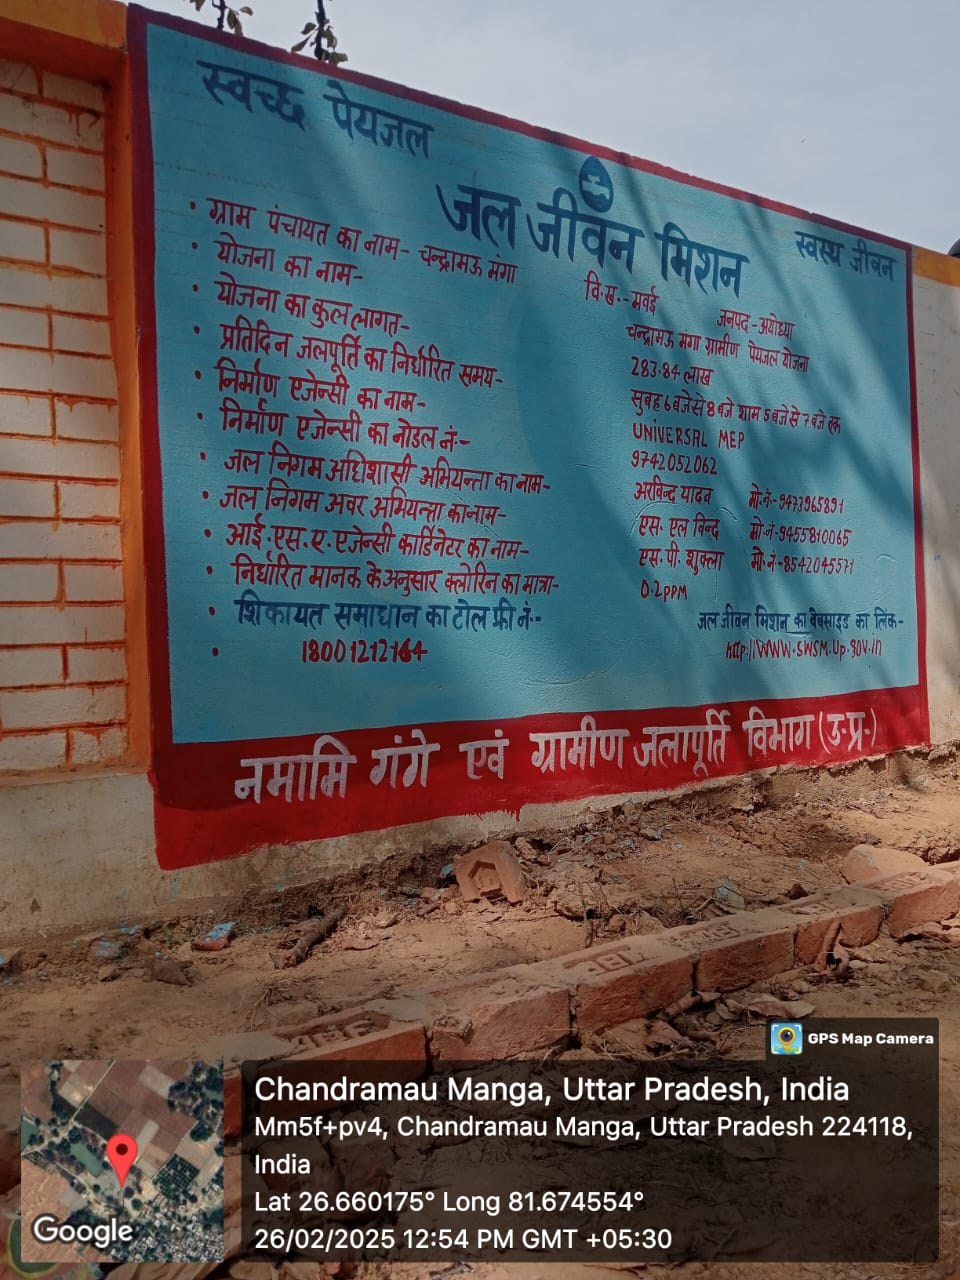 स्वच्छ पेयजल
जल जीवन मिशन
स्वस्थ जीवन
• ग्राम पंचायत का नाम- चन्द्रामऊ मंगा वि.ख.- मवई जनपद-अयोध्या
• योजना का नाम- चन्द्रामऊ मंगा ग्रामीण पेयजल योजना
• योजना का कुल लागत- 283.84 लाख
• प्रतिदिन जलपूर्ति का निर्धारित समय- सुबह 6 बजे से 8 बजे शाम 5 बजे से 7 बजे तक
• निर्माण एजेन्सी का नाम- UNIVERSAL MEP
• निर्माण एजेन्सी का नोडल नं- 9742052062
• जल निगम अधिशासी अभियन्ता का नाम- अरविन्द यादव मो.नं-9473965891
• जल निगम अवर अभियन्ता का नाम- एस. एल विन्द मो.नं-9455810065
• आई.एस.ए. एजेन्सी कार्डिनेटर का नाम- एस.पी. शुक्ला मो.नं-8542045571
• निर्धारित मानक के अनुसार क्लोरिन का मात्रा- 0.2ppm
• शिकायत समाधान का टोल फ्री नं.-
• 18001212164
जल जीवन मिशन का वेबसाइड का लिंक-
http://www.swsm.up.gov.in
नमामि गंगे एवं ग्रामीण जलापूर्ति विभाग (उ.प्र.)
GPS Map Camera
Chandramau Manga, Uttar Pradesh, India
Mm5f+pv4, Chandramau Manga, Uttar Pradesh 224118,
India
Lat 26.660175° Long 81.674554°
26/02/2025 12:54 PM GMT +05:30
Google